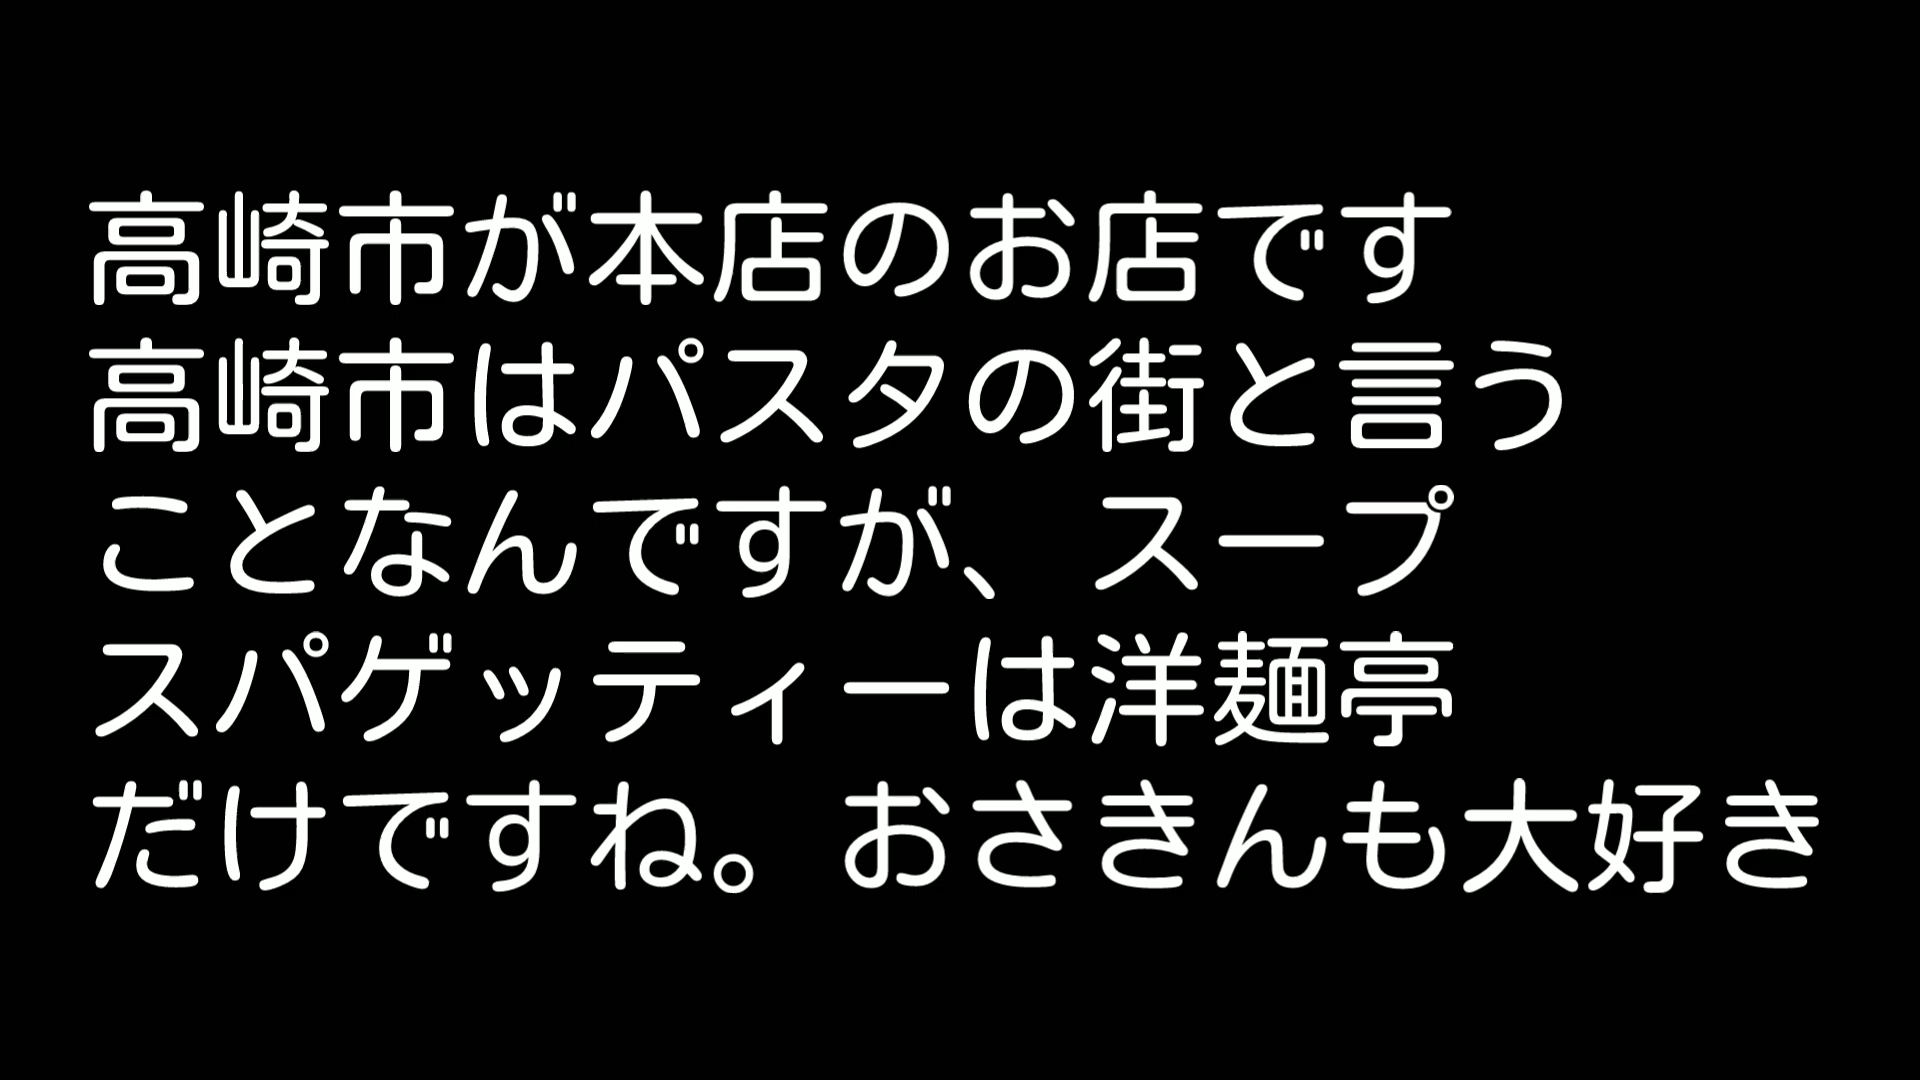 高崎市が本店のお店です
高崎市はパスタの街と言う
ことなんですが、スープ
スパゲッティーは洋麺亭
だけですね。おさきんも大好き